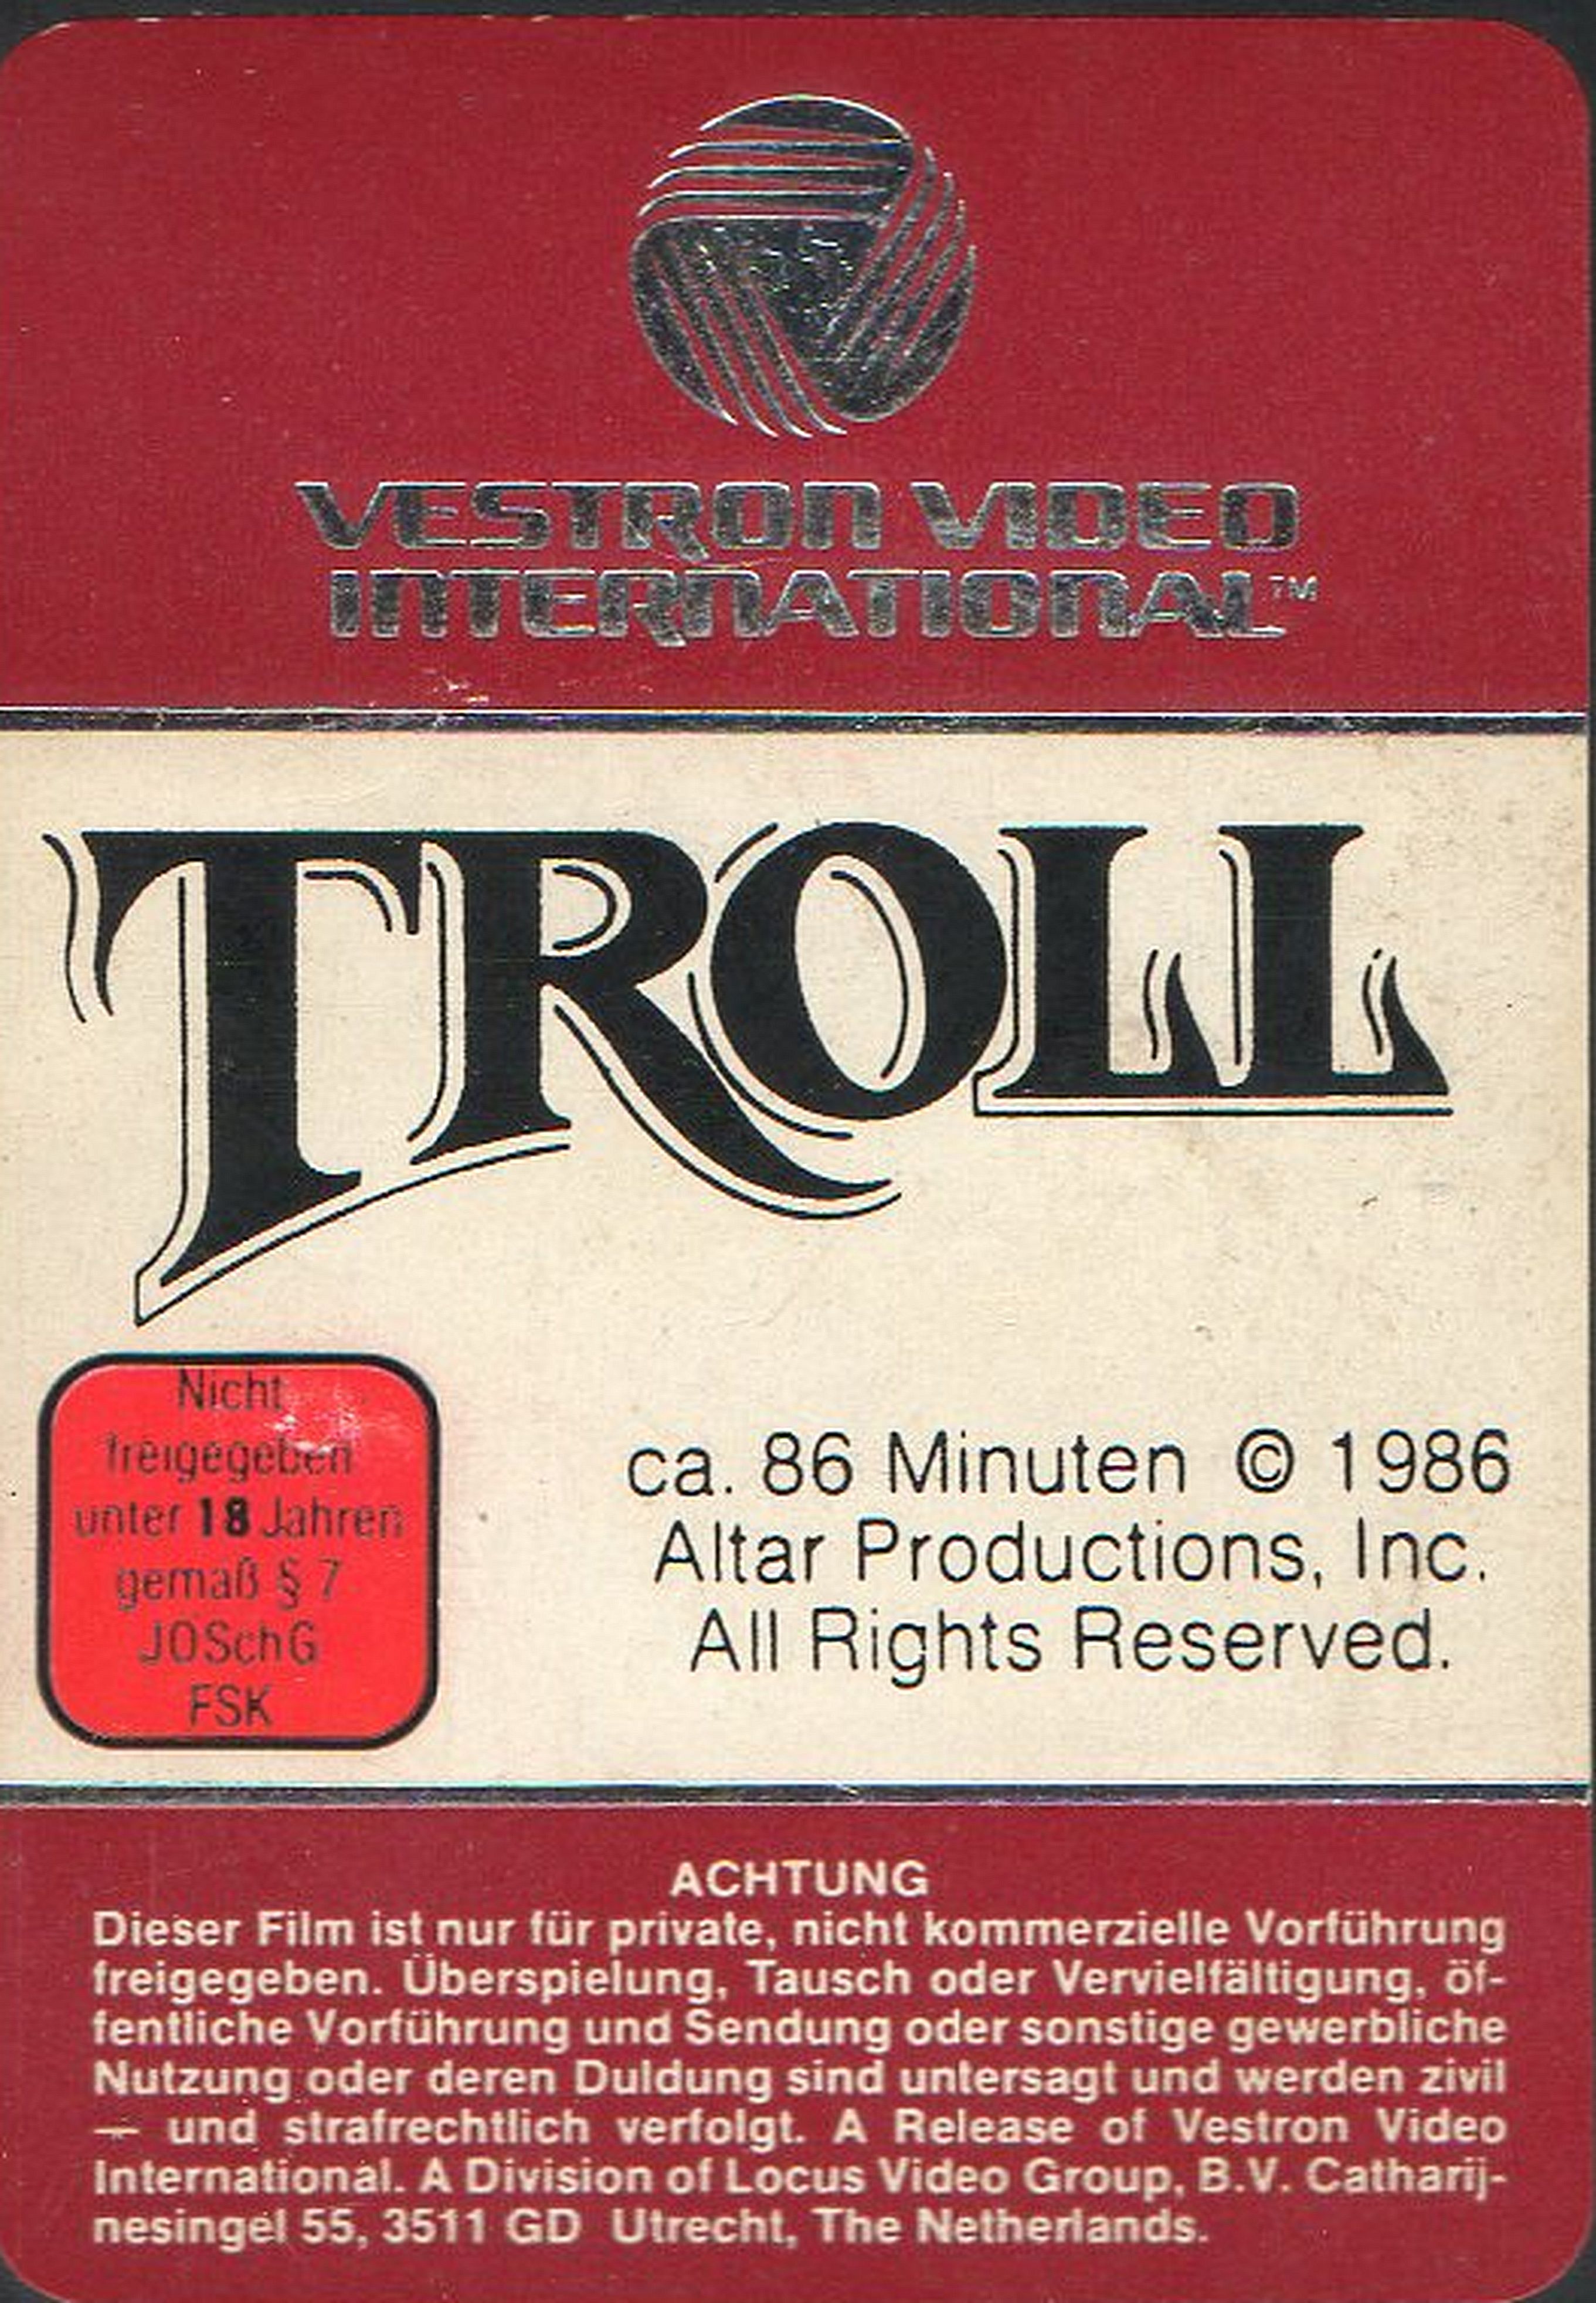 VESTRON VIDEO
INTERNATIONAL™
TROLL
Nicht
freigegeben
unter 18 Jahren
gemäß § 7
JÖSchG
FSK
ca. 86 Minuten © 1986
Altar Productions, Inc.
All Rights Reserved.
ACHTUNG
Dieser Film ist nur für private, nicht kommerzielle Vorführung
freigegeben. Überspielung, Tausch oder Vervielfältigung, öf-
fentliche Vorführung und Sendung oder sonstige gewerbliche
Nutzung oder deren Duldung sind untersagt und werden zivil
— und strafrechtlich verfolgt. A Release of Vestron Video
International. A Division of Locus Video Group, B.V. Catharij-
nesingel 55, 3511 GD Utrecht, The Netherlands.